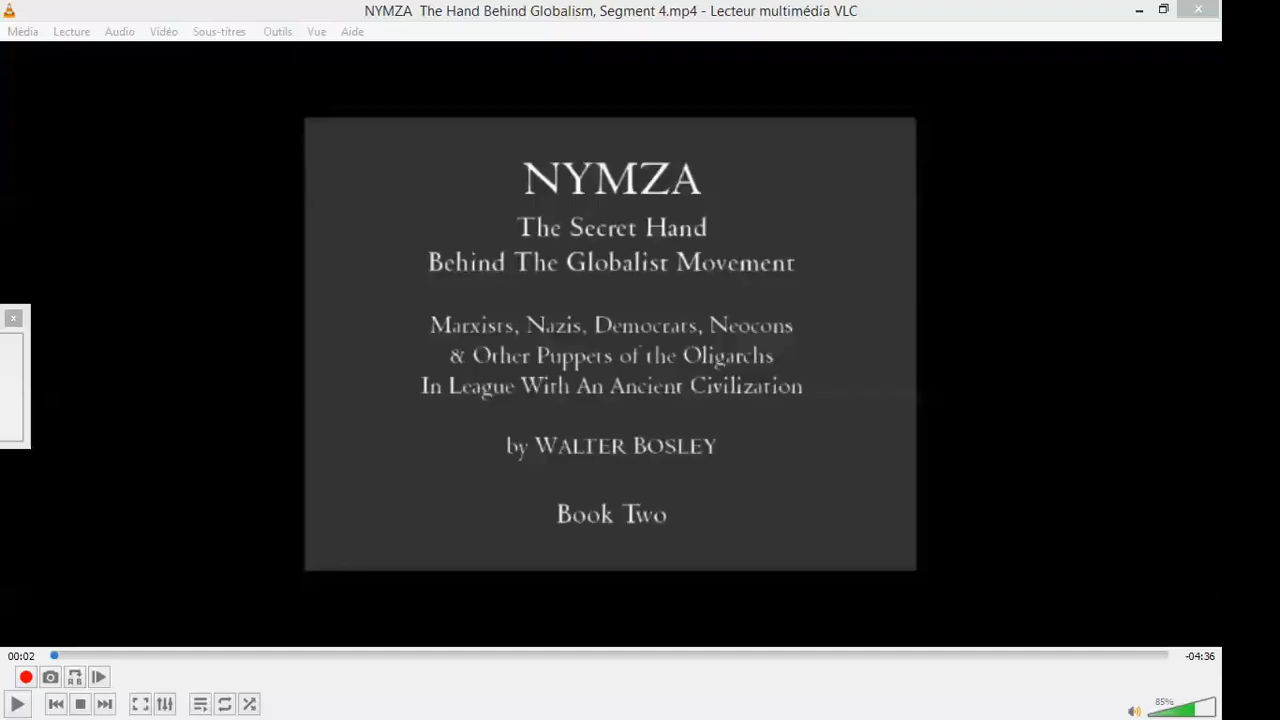 NYMZA The Hand Behind Globalism, Segment 4.mp4 - Lecteur multimédia VLC
Média Lecture Audio Vidéo Sous-titres Outils Vue Aide
NYMZA
The Secret Hand
Behind The Globalist Movement
Marxists, Nazis, Democrats, Neocons
& Other Puppets of the Oligarchs
In League With An Ancient Civilization
by WALTER BOSLEY
Book Two
00:02 -04:36
A B
85%